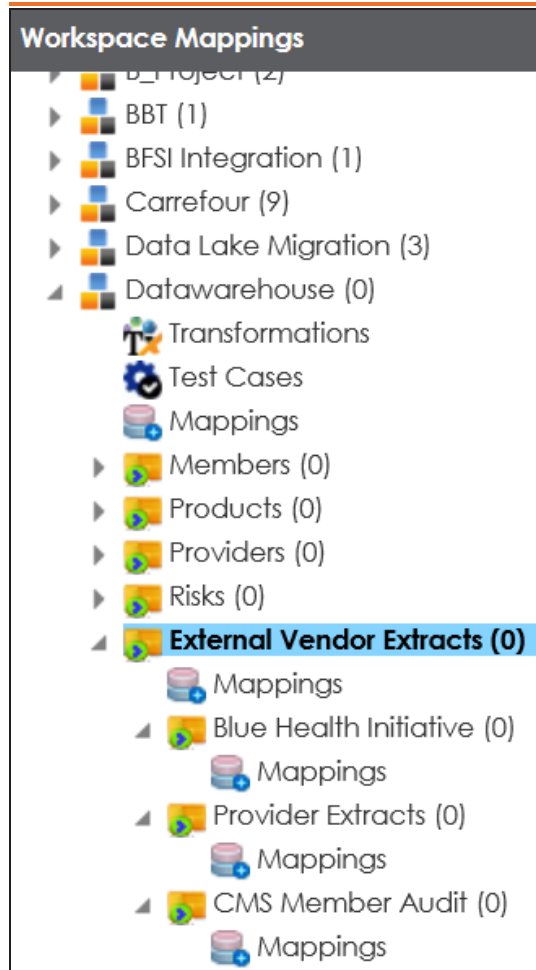 Workspace Mappings
B_Project (2)
BBT (1)
BFSI Integration (1)
Carrefour (9)
Data Lake Migration (3)
Datawarehouse (0)
Transformations
Test Cases
Mappings
Members (0)
Products (0)
Providers (0)
Risks (0)
External Vendor Extracts (0)
Mappings
Blue Health Initiative (0)
Mappings
Provider Extracts (0)
Mappings
CMS Member Audit (0)
Mappings